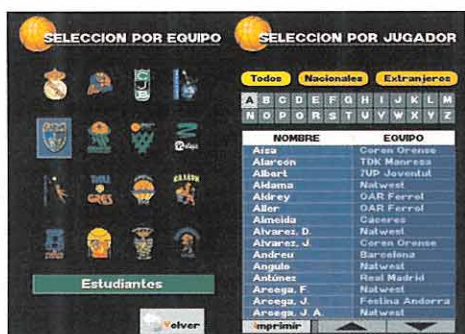 SELECCION POR EQUIPO
Estudiantes
Volver
SELECCION POR JUGADOR
Todos Nacionales Extranjeros
A B C D E F G H I J K L M
N O P Q R S T U V W X Y Z
NOMBRE EQUIPO
Aisa Coren Orense
Alarcón TDK Manresa
Albert 7UP Joventut
Aldama Natwest
Aldrey OAR Ferrol
Aller OAR Ferrol
Almeida Cáceres
Alvarez, D. Natwest
Alvarez, J. Coren Orense
Andreu Barcelona
Angulo Natwest
Antúnez Real Madrid
Arcega, F. Natwest
Arcega, J. Festina Andorra
Arcega, J. A. Natwest
Imprimir